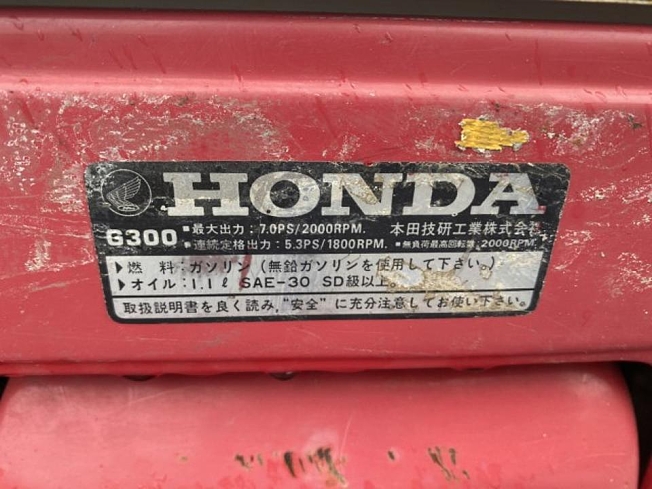 HONDA
G300 ▪最大出力：7.0PS/2000RPM. 本田技研工業株式会社
▪連続定格出力：5.3PS/1800RPM. ▪無負荷最高回転数 2000RPM.
▶燃 料：ガソリン（無鉛ガソリンを使用して下さい。）
▶オイル：1.1ℓ SAE-30 SD級以上。
取扱説明書を良く読み,"安全"に充分注意してお使い下さい。